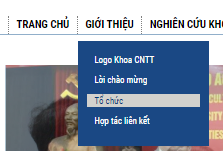 TRANG CHỦ GIỚI THIỆU NGHIÊN CỨU KH
Logo Khoa CNTT
Lời chào mừng
Tổ chức
Hợp tác liên kết